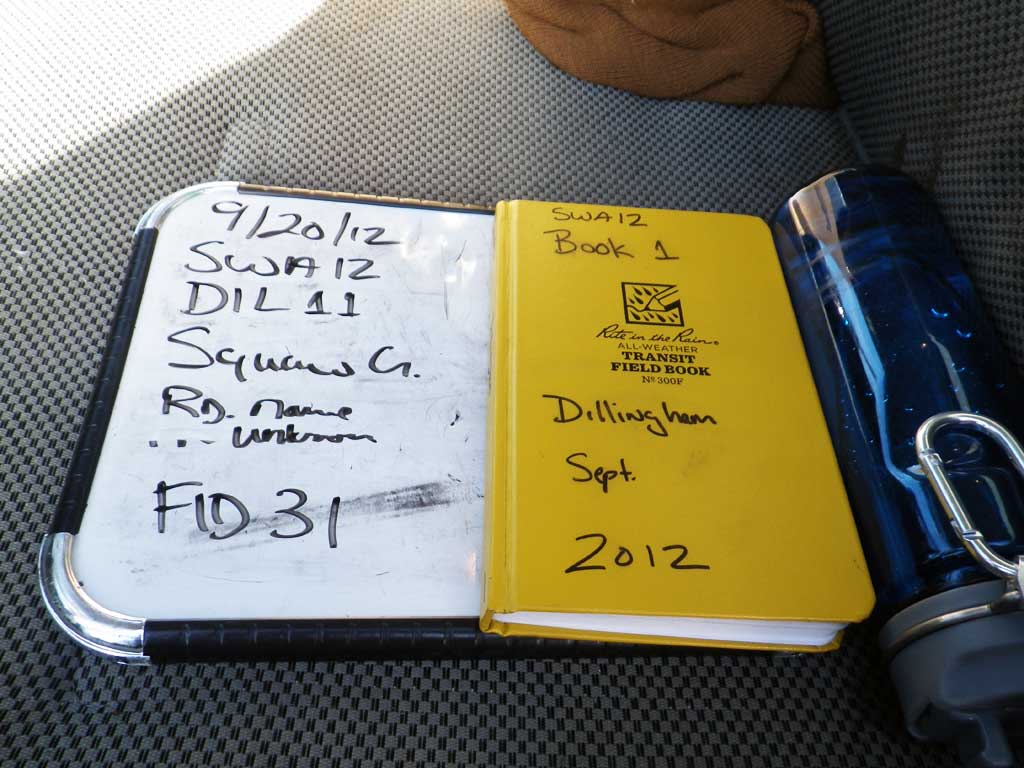 9/20/12
SWA12
DIL 11
Squaw C.
RD. Name
... Unknown
FID 31
SWA12
Book 1
Rite in the Rain
ALL-WEATHER
TRANSIT
FIELD BOOK
Nº 300F
Dillingham
Sept.
2012